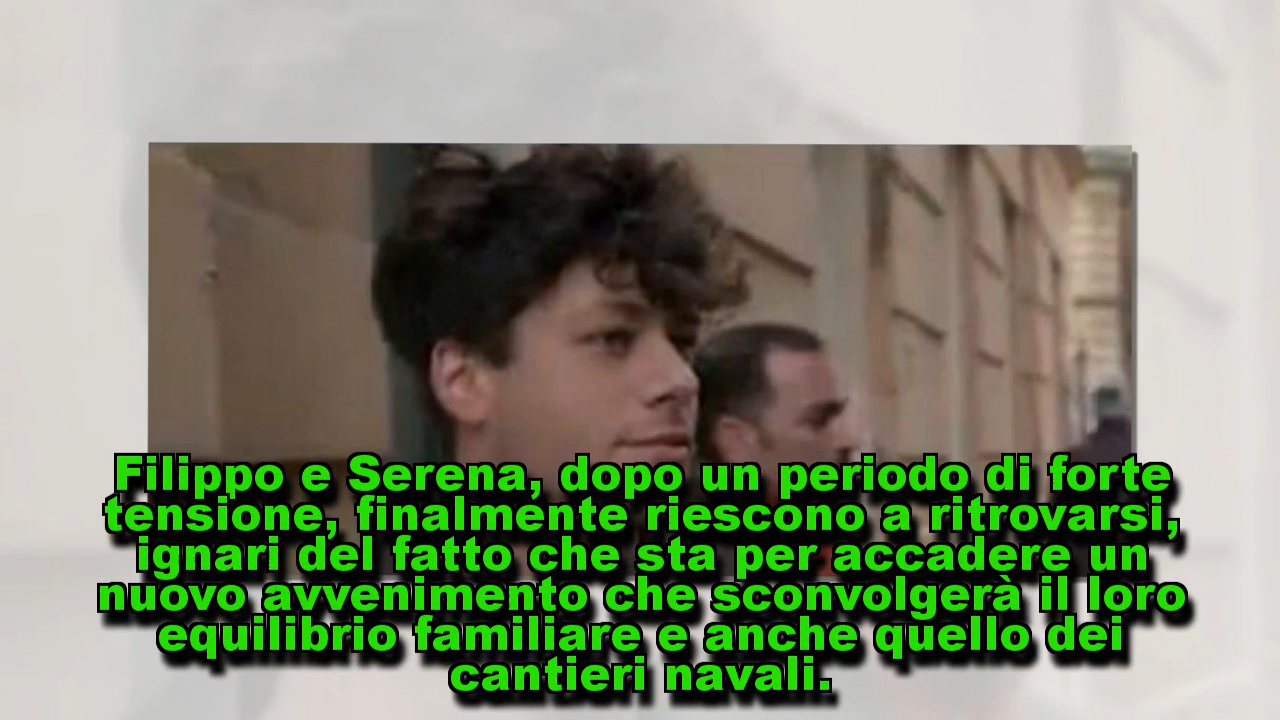 Filippo e Serena, dopo un periodo di forte
tensione, finalmente riescono a ritrovarsi,
ignari del fatto che sta per accadere un
nuovo avvenimento che sconvolgerà il loro
equilibrio familiare e anche quello dei
cantieri navali.